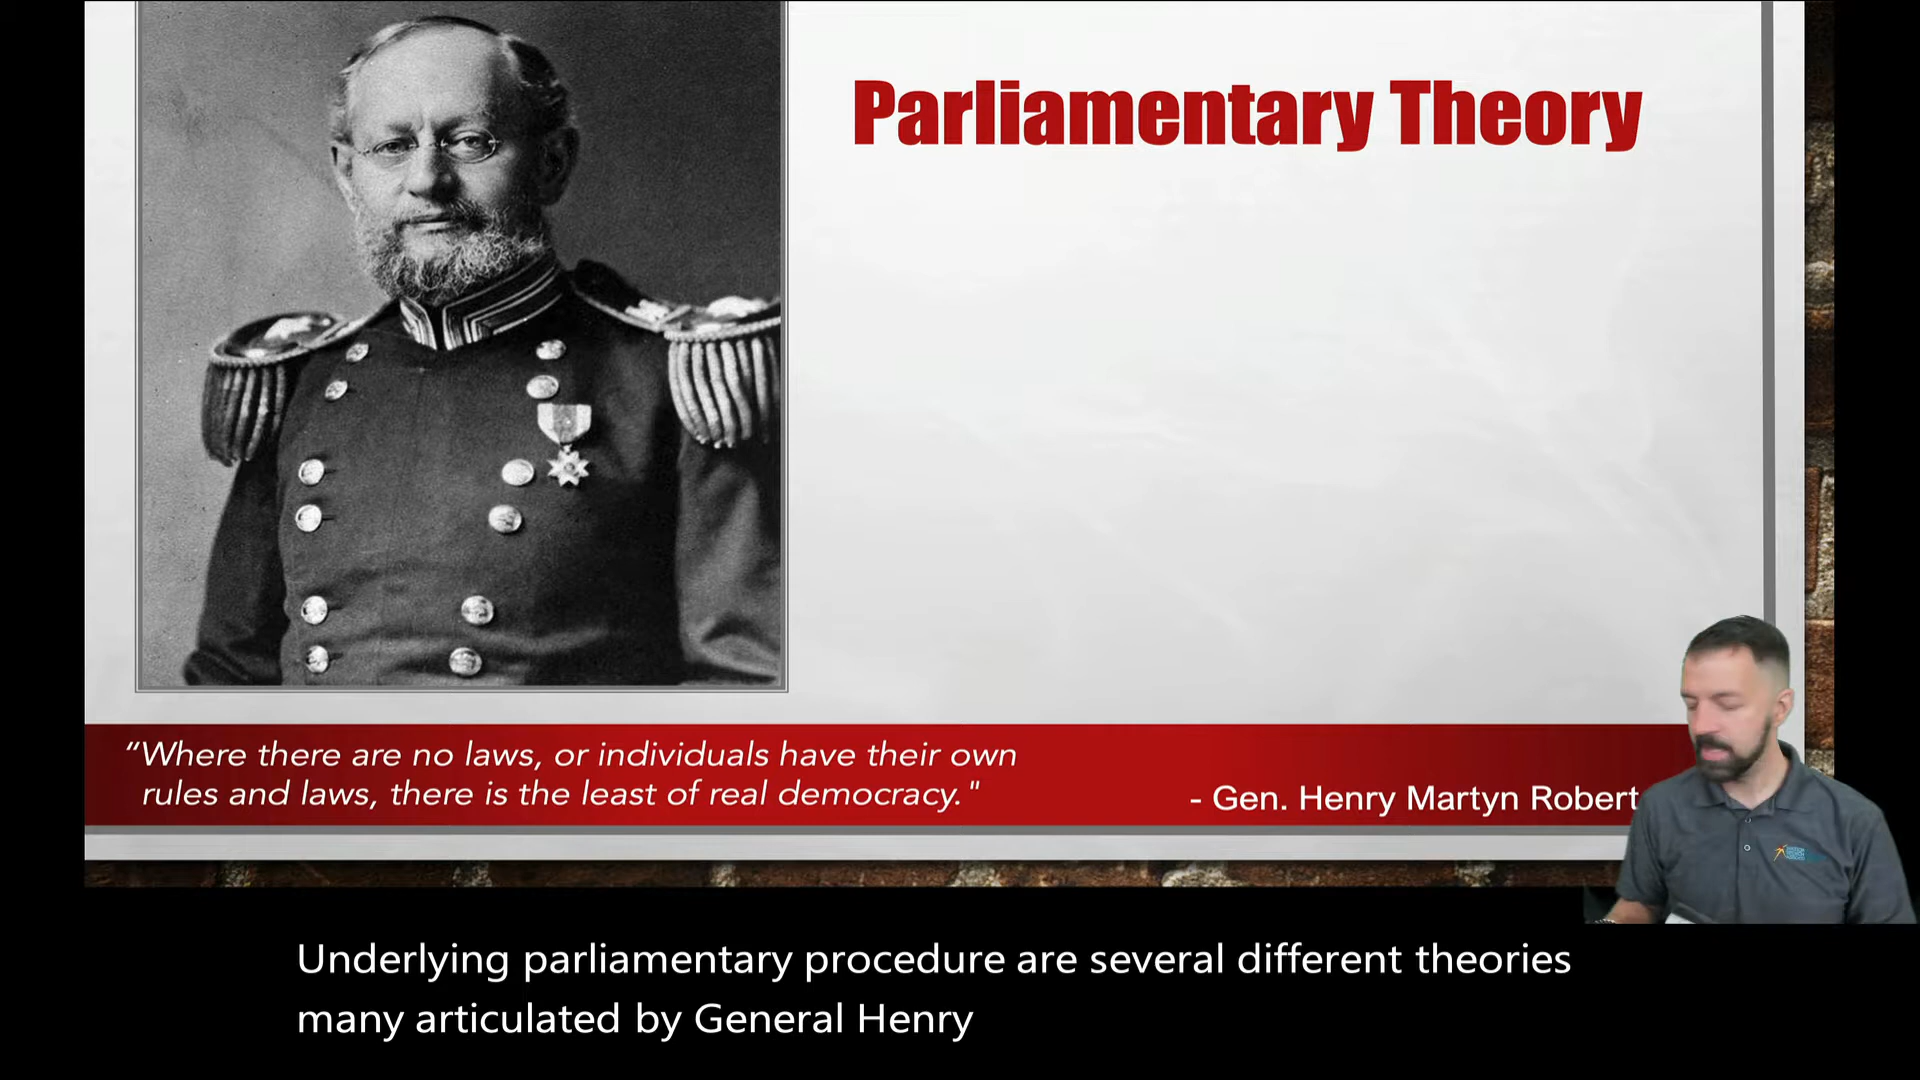 Parliamentary Theory
“Where there are no laws, or individuals have their own
rules and laws, there is the least of real democracy."
- Gen. Henry Martyn Robert
Underlying parliamentary procedure are several different theories
many articulated by General Henry